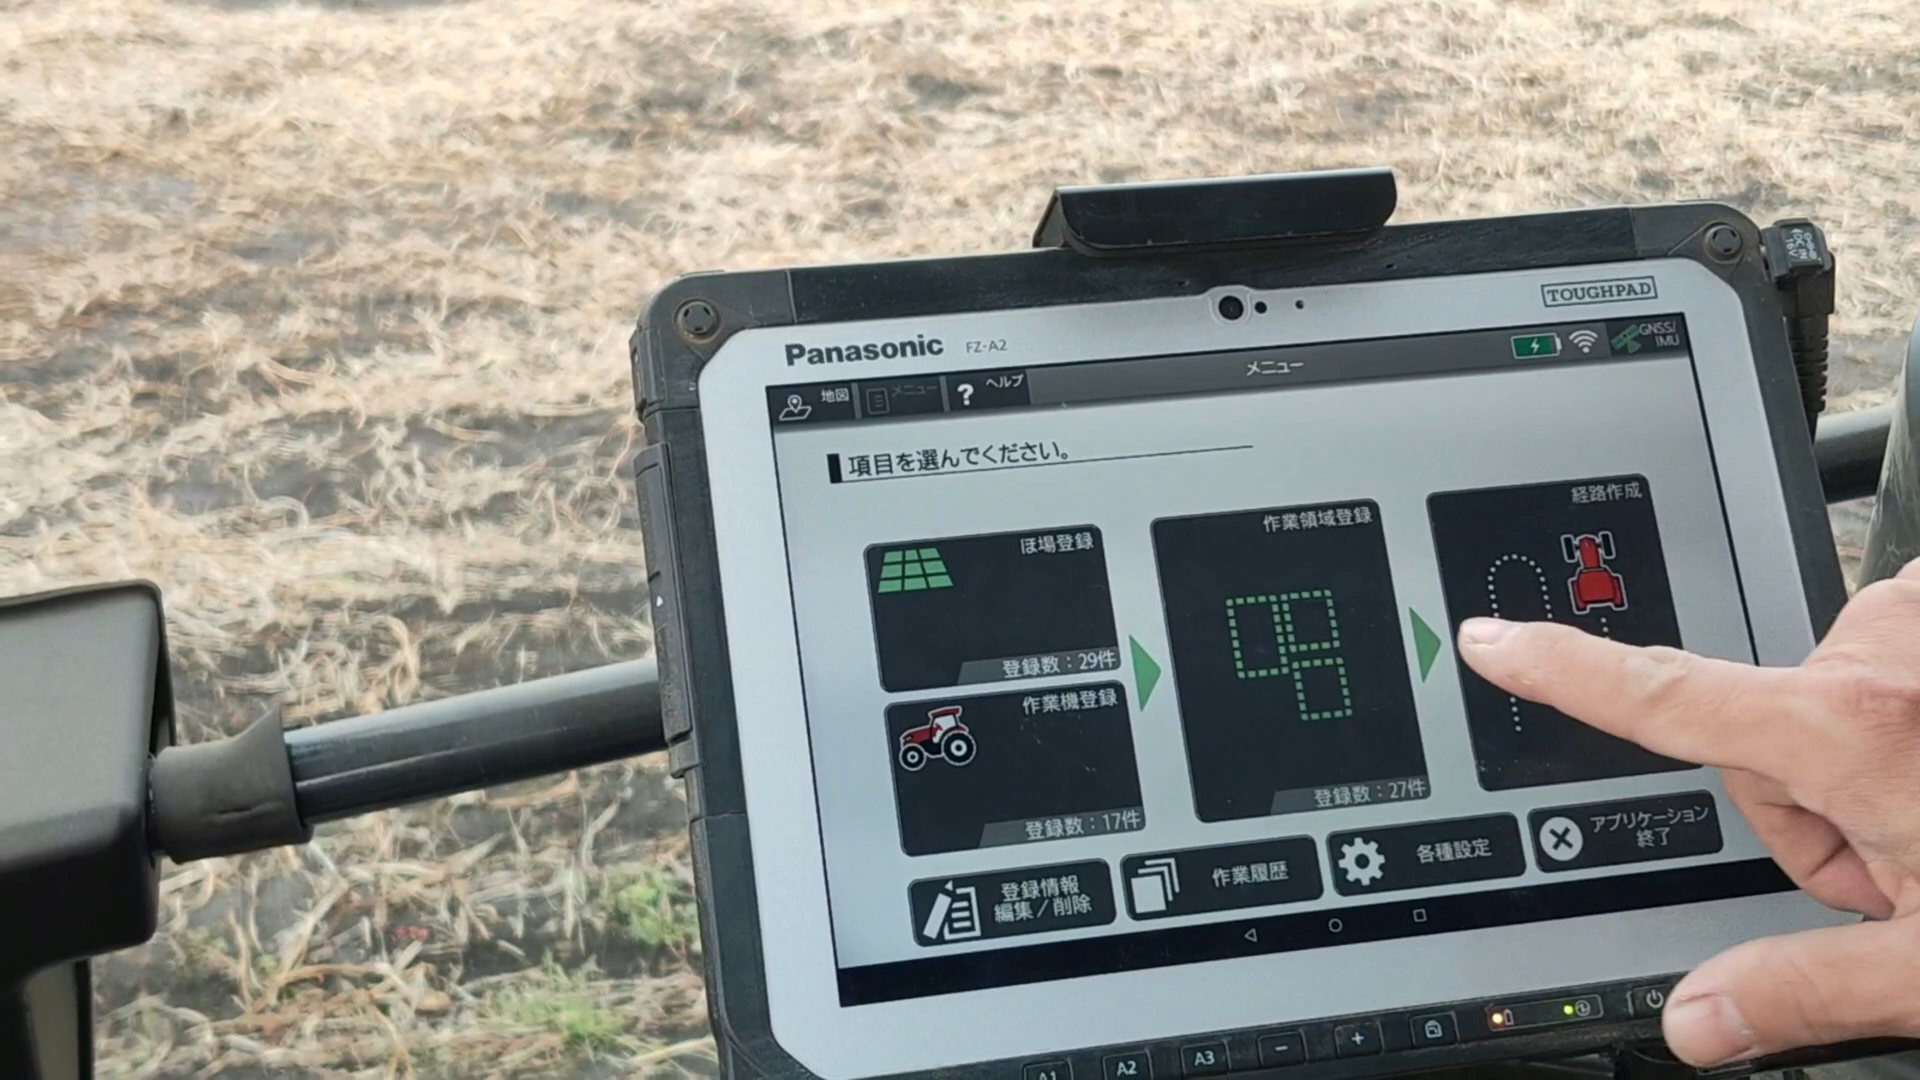 TOUGHPAD
Panasonic FZ-A2
地図
メニュー
? ヘルプ
メニュー
GNSS/
IMU
項目を選んでください。
ほ場登録
登録数：29件
作業機登録
登録数：17件
作業領域登録
登録数：27件
経路作成
登録情報
編集／削除
作業履歴
各種設定
アプリケーション
終了
A1
A2
A3
−
+
DC IN
16V